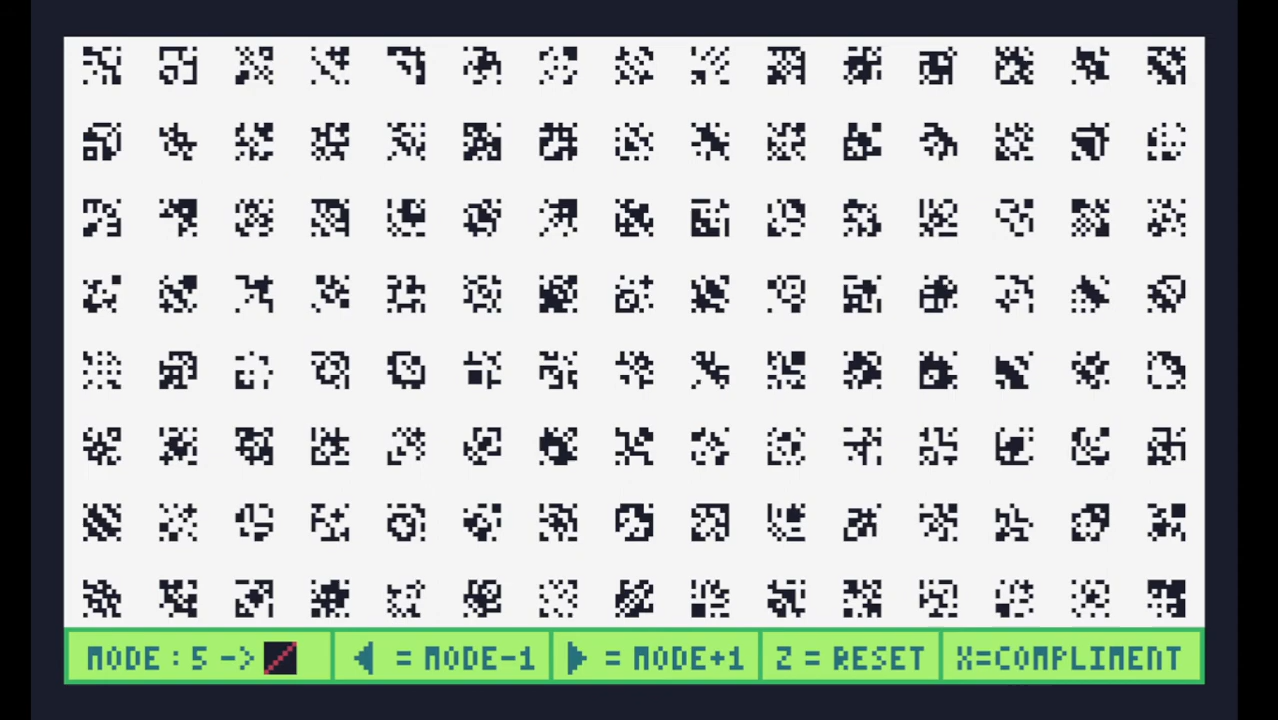 MODE:5 -> ◀ = MODE-1 ▶ = MODE+1 Z = RESET X=COMPLIMENT